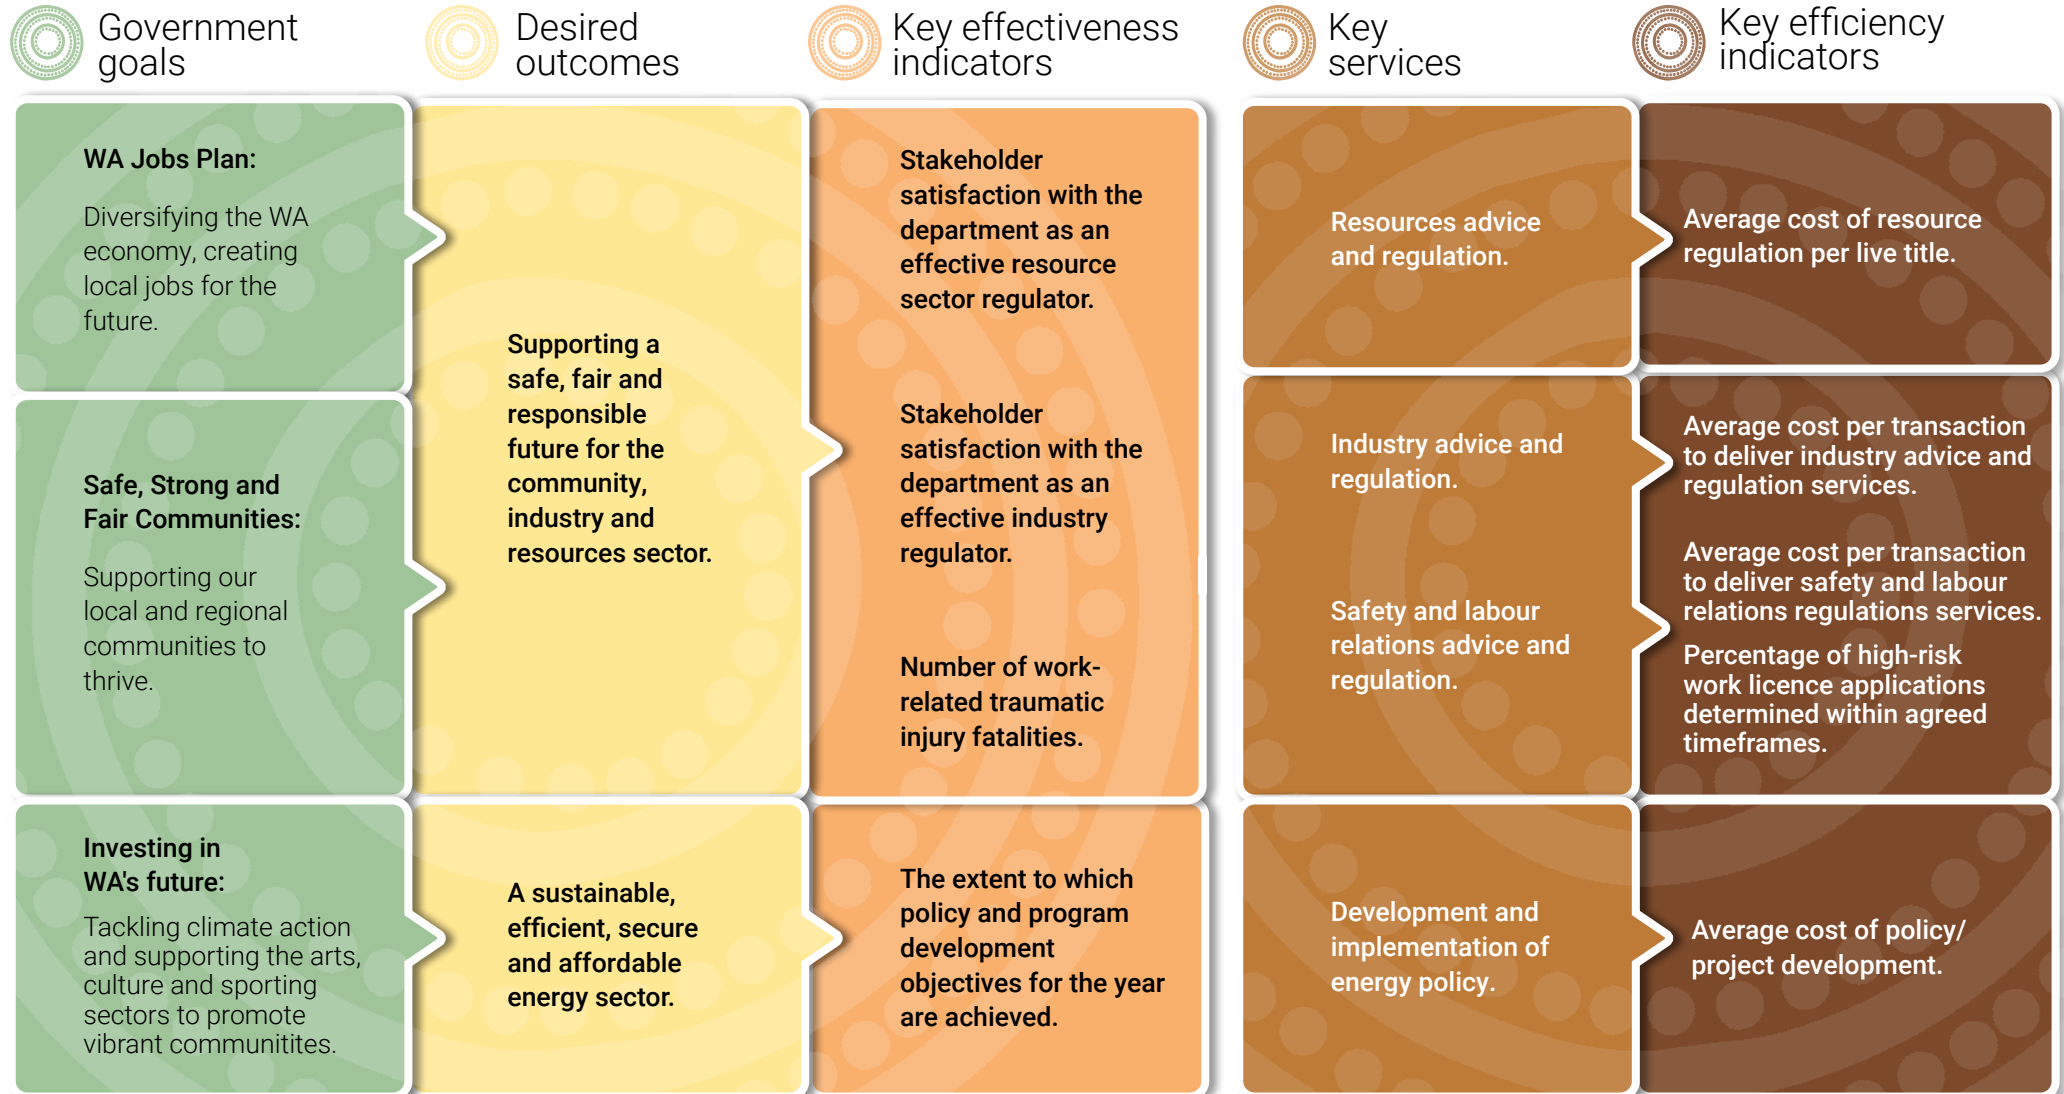 Government
goals
Desired
outcomes
Key effectiveness
indicators
Key
services
Key efficiency
indicators
WA Jobs Plan:
Diversifying the WA
economy, creating
local jobs for the
future.
Safe, Strong and
Fair Communities:
Supporting our
local and regional
communities to
thrive.
Supporting a
safe, fair and
responsible
future for the
community,
industry and
resources sector.
Stakeholder
satisfaction with the
department as an
effective resource
sector regulator.
Stakeholder
satisfaction with the
department as an
effective industry
regulator.
Number of work-
related traumatic
injury fatalities.
Resources advice
and regulation.
Average cost of resource
regulation per live title.
Industry advice and
regulation.
Average cost per transaction
to deliver industry advice and
regulation services.
Safety and labour
relations advice and
regulation.
Average cost per transaction
to deliver safety and labour
relations regulations services.
Percentage of high-risk
work licence applications
determined within agreed
timeframes.
Investing in
WA's future:
Tackling climate action
and supporting the arts,
culture and sporting
sectors to promote
vibrant communitites.
A sustainable,
efficient, secure
and affordable
energy sector.
The extent to which
policy and program
development
objectives for the year
are achieved.
Development and
implementation of
energy policy.
Average cost of policy/
project development.